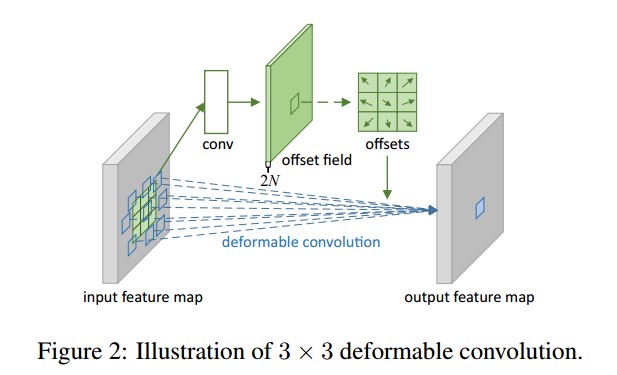 conv
offset field
offsets
2N
deformable convolution
input feature map
output feature map
Figure 2: Illustration of 3 × 3 deformable convolution.